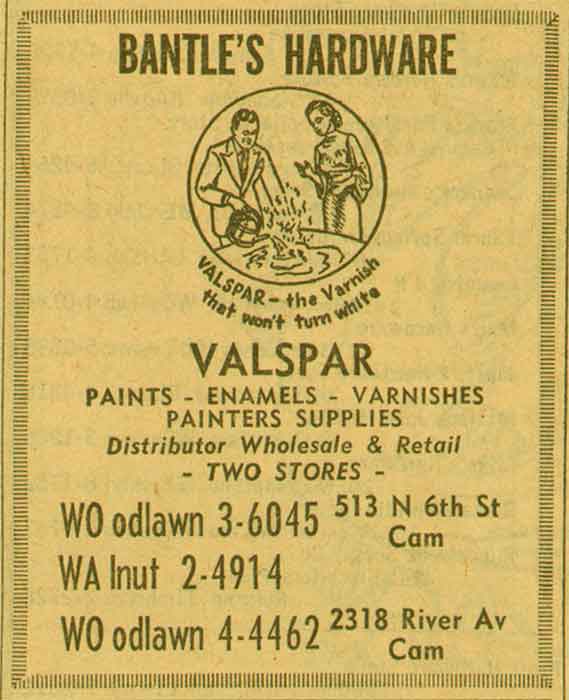 BANTLE'S HARDWARE
VALSPAR - the Varnish
that won't turn white
VALSPAR
PAINTS - ENAMELS - VARNISHES
PAINTERS SUPPLIES
Distributor Wholesale & Retail
- TWO STORES -
WO odlawn 3-6045 513 N 6th St
Cam
WA lnut 2-4914
WO odlawn 4-4462 2318 River Av
Cam